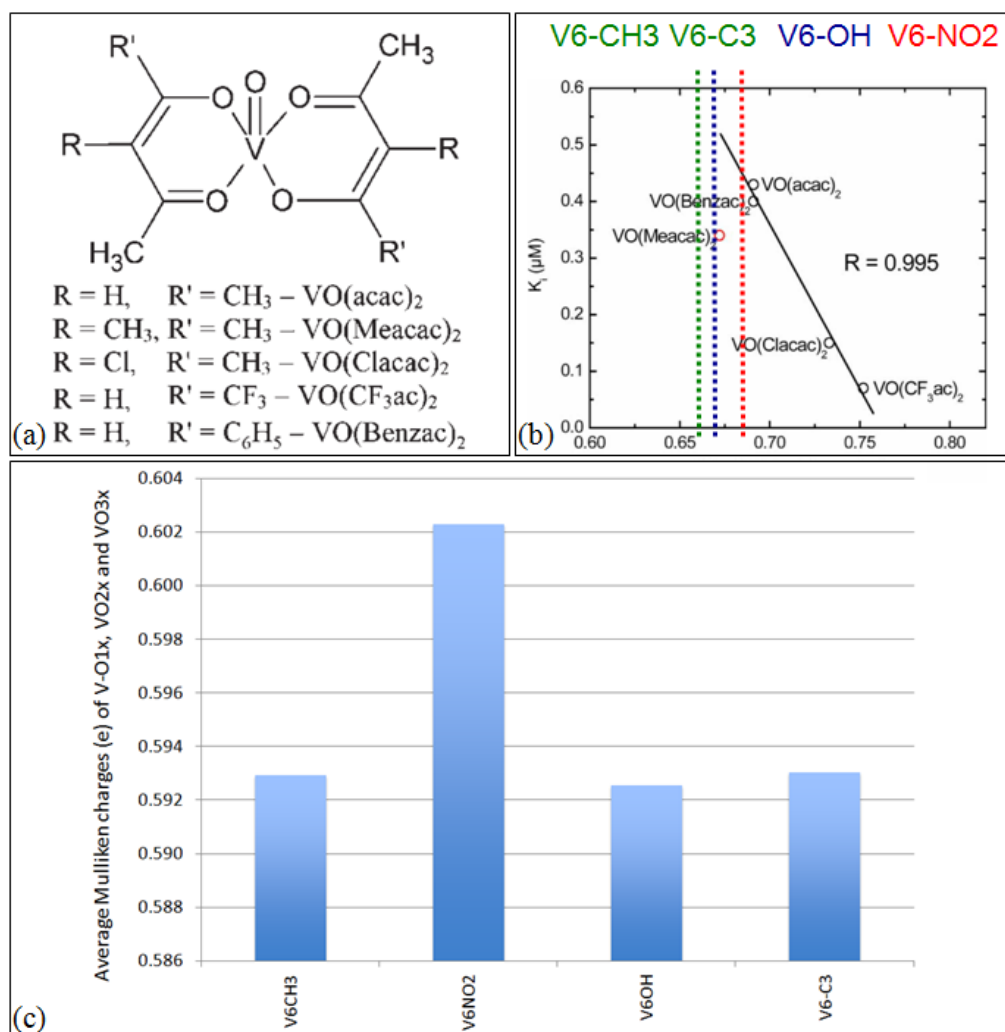 R'
CH₃
O
O
O
R
V
R
O
O
H₃C
R'
R = H, R' = CH₃ – VO(acac)₂
R = CH₃, R' = CH₃ – VO(Meacac)₂
R = Cl, R' = CH₃ – VO(Clacac)₂
R = H, R' = CF₃ – VO(CF₃ac)₂
(a) R = H, R' = C₆H₅ – VO(Benzac)₂
V6-CH3 V6-C3 V6-OH V6-NO2
0.6
0.5
VO(acac)₂
0.4
VO(Benzac)₂
VO(Meacac)₂
0.3
R = 0.995
Kᵢ (µM)
0.2
VO(Clacac)₂
0.1
VO(CF₃ac)₂
0.0
(b) 0.60 0.65 0.70 0.75 0.80
0.604
0.602
0.600
0.598
0.596
0.594
0.592
0.590
0.588
0.586
Average Mulliken charges (e) of V-O1x, VO2x and VO3x
V6CH3
V6NO2
V6OH
V6-C3
(c)